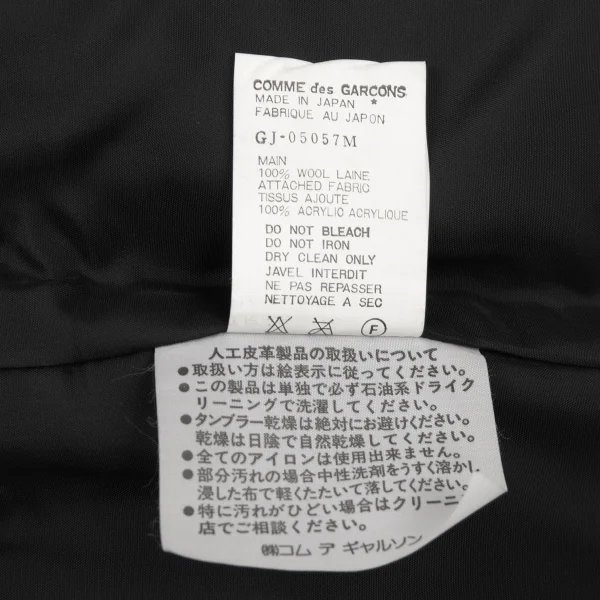 COMME des GARCONS
MADE IN JAPAN *
FABRIQUE AU JAPON
GJ-05057M
MAIN
100% WOOL LAINE
ATTACHED FABRIC
TISSUS AJOUTE
100% ACRYLIC ACRYLIQUE
DO NOT BLEACH
DO NOT IRON
DRY CLEAN ONLY
JAVEL INTERDIT
NE PAS REPASSER
NETTOYAGE A SEC
F
人工皮革製品の取扱いについて
●取扱い方は絵表示に従ってください。
●この製品は単独で必ず石油系ドライク
リーニングで洗濯してください。
●タンブラー乾燥は絶対にお避けください。
乾燥は日陰で自然乾燥してください。
●全てのアイロンは使用出来ません。
●部分汚れの場合中性洗剤をうすく溶かし、
浸した布で軽くたたいて落してください。
●特に汚れがひどい場合はクリーニン
店でご相談ください。
㈱コム デ ギャルソン